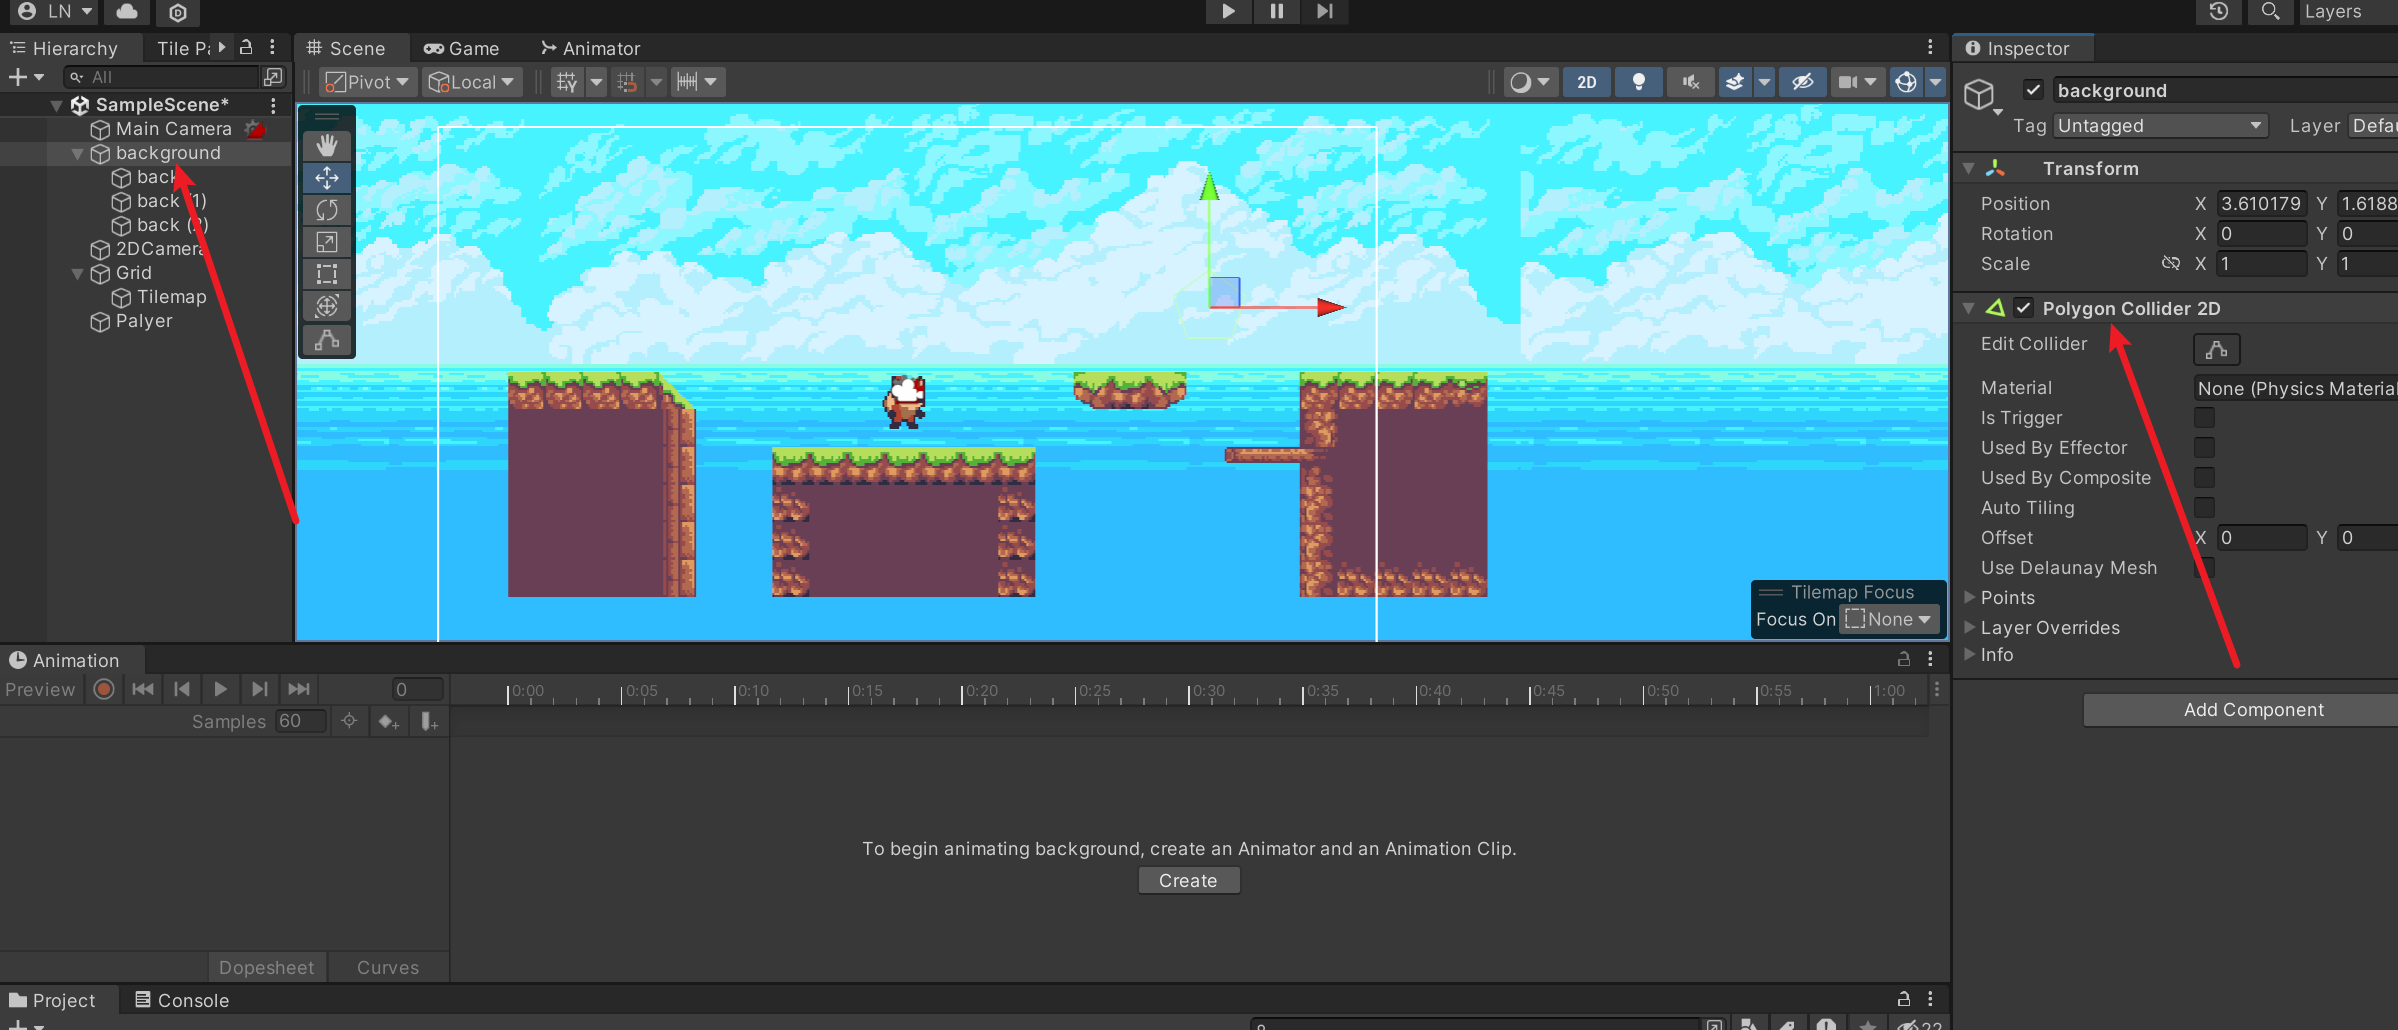 LN
Layers
Hierarchy
Tile Pa
All
SampleScene*
Main Camera
background
back
back (1)
back (2)
2DCamera
Grid
Tilemap
Palyer
Scene
Game
Animator
Pivot
Local
2D
Tilemap Focus
Focus On None
Inspector
background
Tag Untagged Layer Defau
Transform
Position X 3.610179 Y 1.6188
Rotation X 0 Y 0
Scale X 1 Y 1
Polygon Collider 2D
Edit Collider
Material None (Physics Material
Is Trigger
Used By Effector
Used By Composite
Auto Tiling
Offset X 0 Y 0
Use Delaunay Mesh
Points
Layer Overrides
Info
Add Component
Animation
Preview 0
0:00 0:05 0:10 0:15 0:20 0:25 0:30 0:35 0:40 0:45 0:50 0:55 1:00
Samples 60
To begin animating background, create an Animator and an Animation Clip.
Create
Dopesheet Curves
Project
Console
22